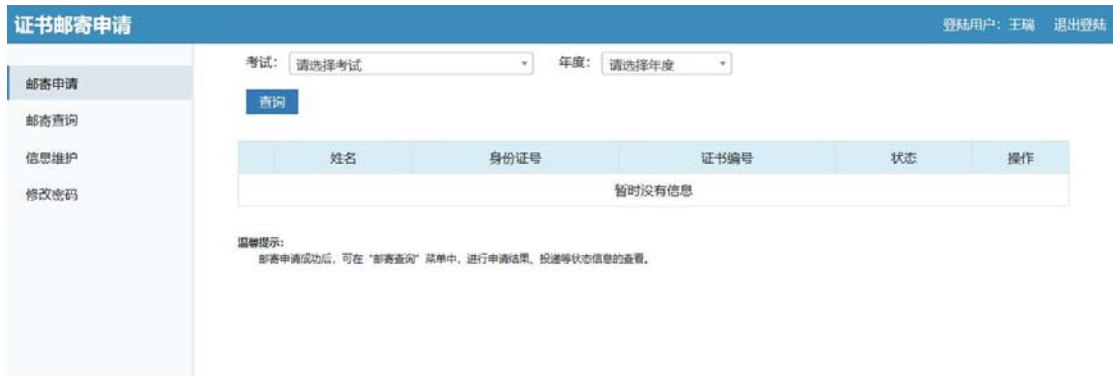 证书邮寄申请 登陆用户：王瑞 退出登陆
邮寄申请
邮寄查询
信息维护
修改密码
考试： 请选择考试 年度： 请选择年度
查询
姓名 身份证号 证书编号 状态 操作
暂时没有信息
温馨提示：
邮寄申请成功后，可在“邮寄查询”菜单中，进行申请结果、投递等状态信息的查看。